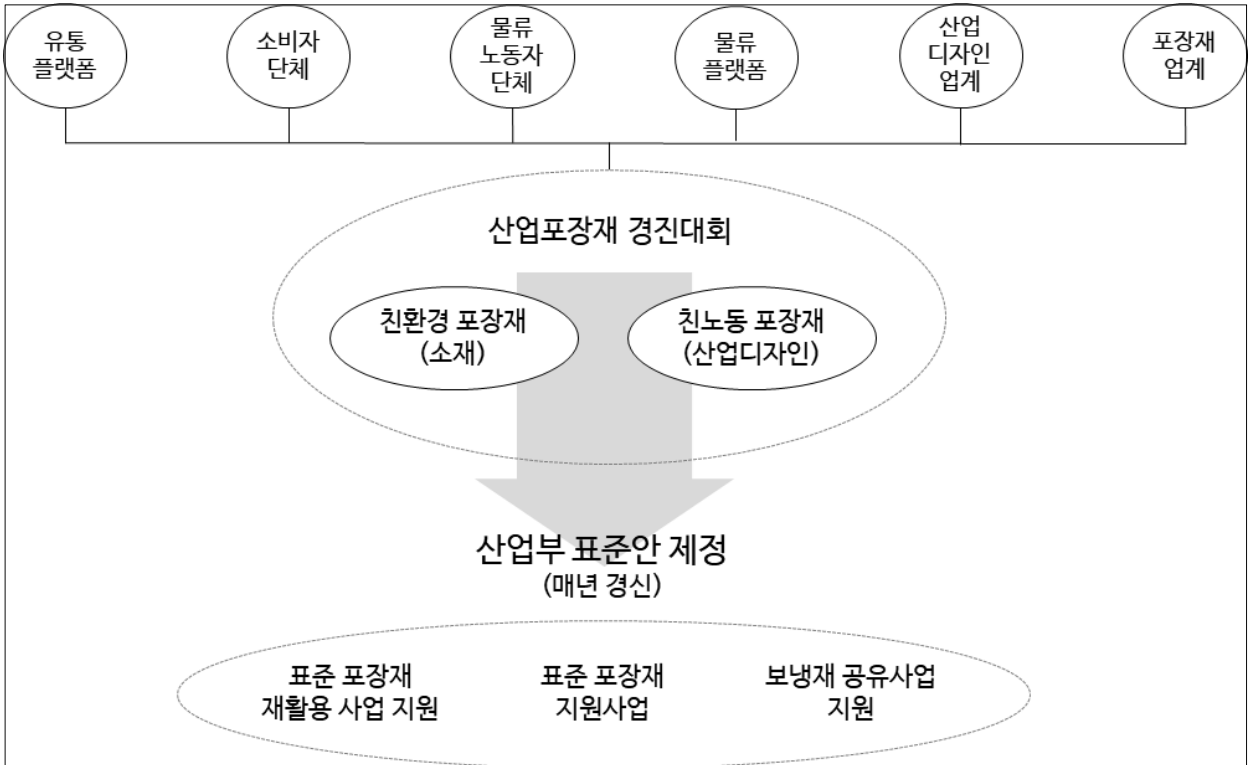 유통
플랫폼
소비자
단체
물류
노동자
단체
물류
플랫폼
산업
디자인
업계
포장재
업계
산업포장재 경진대회
친환경 포장재
(소재)
친노동 포장재
(산업디자인)
산업부 표준안 제정
(매년 경신)
표준 포장재
재활용 사업 지원
표준 포장재
지원사업
보냉재 공유사업
지원